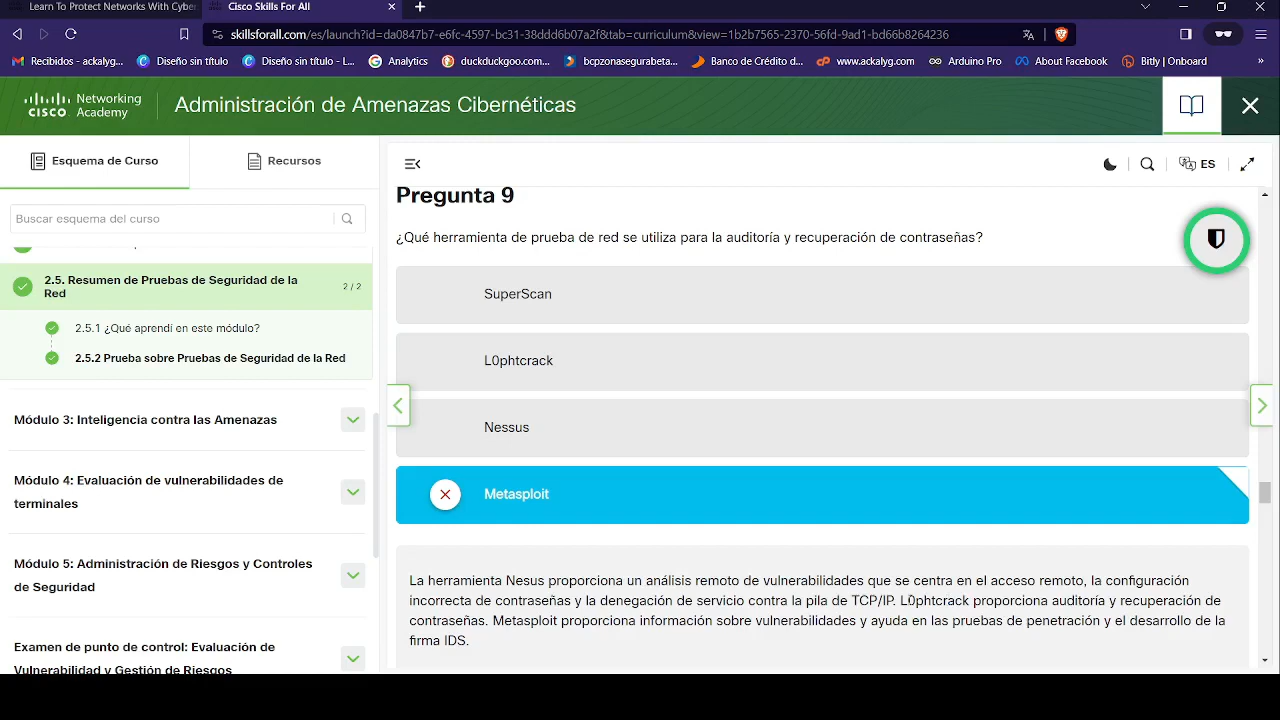 Learn To Protect Networks With Cyber
Cisco Skills For All
skillsforall.com/es/launch?id=da0847b7-e6fc-4597-bc31-38ddd6b07a2f&tab=curriculum&view=1b2b7565-2370-56fd-9ad1-bd66b8264236
Recibidos - ackalyg...
Diseño sin título
Diseño sin título - L...
Analytics
duckduckgoo.com...
bcpzonasegurabeta...
Banco de Crédito d...
www.ackalyg.com
Arduino Pro
About Facebook
Bitly | Onboard
»
CISCO Networking Academy
Administración de Amenazas Cibernéticas
Esquema de Curso
Recursos
ES
Buscar esquema del curso
2.5. Resumen de Pruebas de Seguridad de la
Red
2 / 2
2.5.1 ¿Qué aprendí en este módulo?
2.5.2 Prueba sobre Pruebas de Seguridad de la Red
Módulo 3: Inteligencia contra las Amenazas
Módulo 4: Evaluación de vulnerabilidades de
terminales
Módulo 5: Administración de Riesgos y Controles
de Seguridad
Examen de punto de control: Evaluación de
Vulnerabilidad y Gestión de Riesgos
Pregunta 9
¿Qué herramienta de prueba de red se utiliza para la auditoría y recuperación de contraseñas?
SuperScan
L0phtcrack
Nessus
Metasploit
La herramienta Nesus proporciona un análisis remoto de vulnerabilidades que se centra en el acceso remoto, la configuración
incorrecta de contraseñas y la denegación de servicio contra la pila de TCP/IP. L0phtcrack proporciona auditoría y recuperación de
contraseñas. Metasploit proporciona información sobre vulnerabilidades y ayuda en las pruebas de penetración y el desarrollo de la
firma IDS.